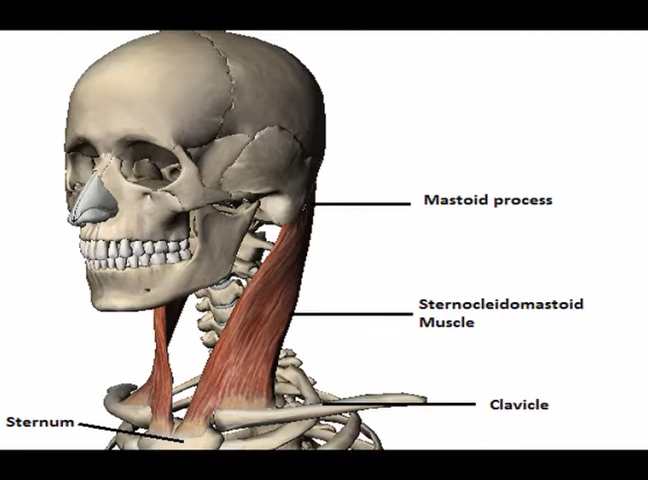 Mastoid process
Sternocleidomastoid
Muscle
Clavicle
Sternum